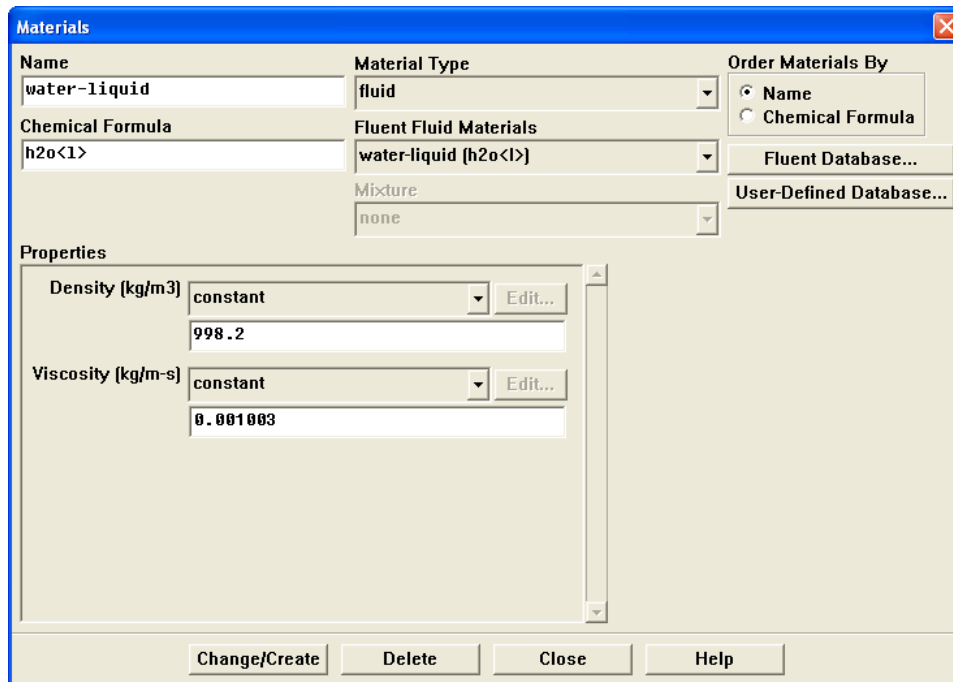 Materials
Name
water-liquid
Chemical Formula
h2o<l>
Material Type
fluid
Fluent Fluid Materials
water-liquid (h2o<l>)
Mixture
none
Order Materials By
Name
Chemical Formula
Fluent Database...
User-Defined Database...
Properties
Density (kg/m3)
constant
Edit...
998.2
Viscosity (kg/m-s)
constant
Edit...
0.001003
Change/Create
Delete
Close
Help